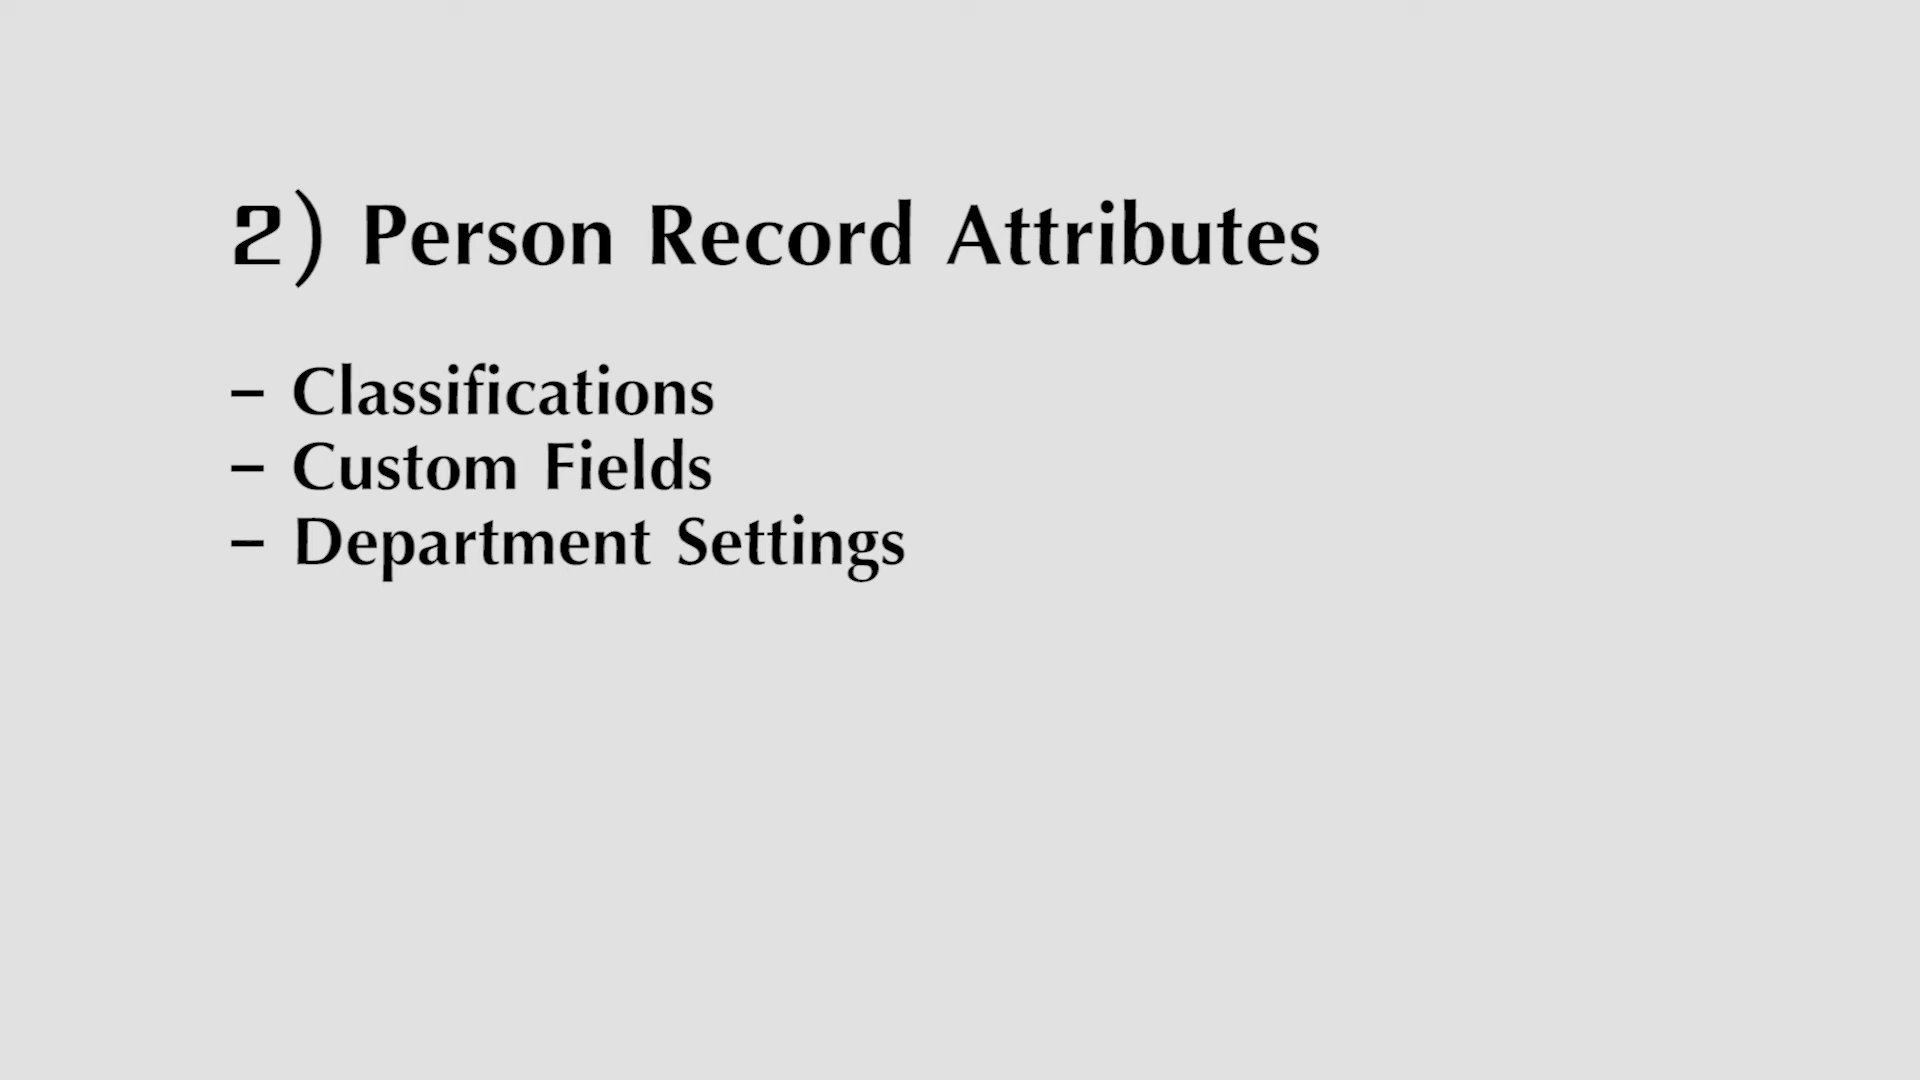 2) Person Record Attributes
– Classifications
– Custom Fields
– Department Settings